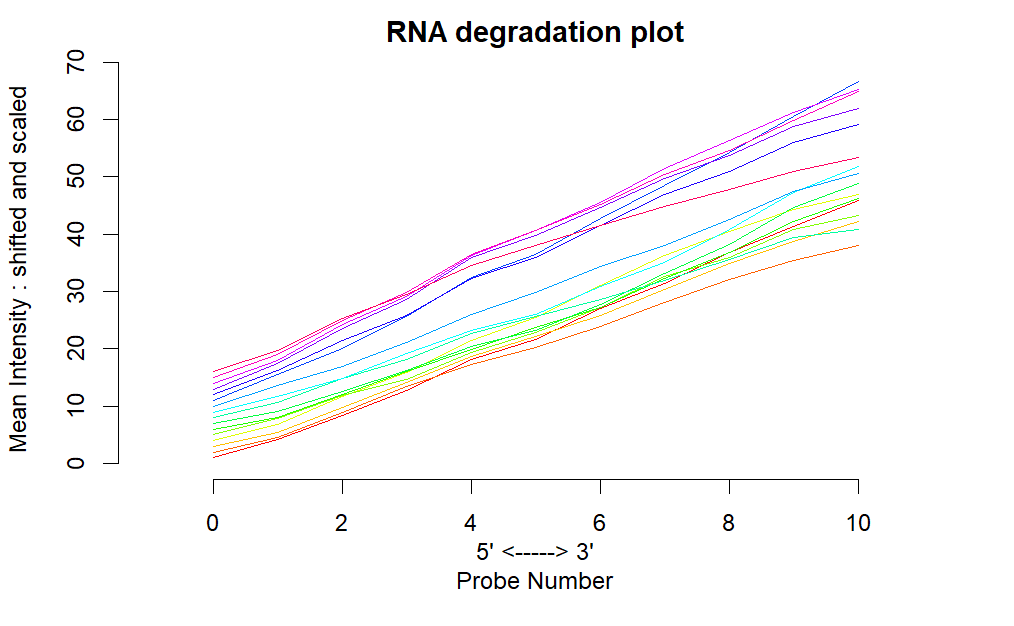 RNA degradation plot
Mean Intensity : shifted and scaled
70
60
50
40
30
20
10
0
0 2 4 6 8 10
5' <-----> 3'
Probe Number